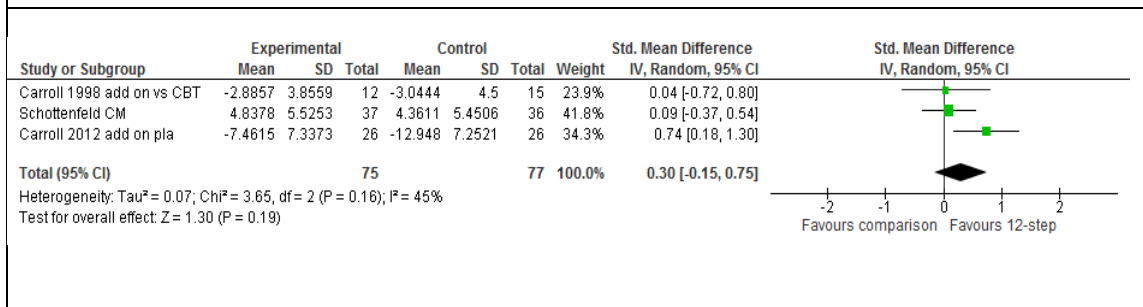 Experimental Control Std. Mean Difference Std. Mean Difference
Study or Subgroup Mean SD Total Mean SD Total Weight IV, Random, 95% CI IV, Random, 95% CI
Carroll 1998 add on vs CBT -2.8857 3.8559 12 -3.0444 4.5 15 23.9% 0.04 [-0.72, 0.80]
Schottenfeld CM 4.8378 5.5253 37 4.3611 5.4506 36 41.8% 0.09 [-0.37, 0.54]
Carroll 2012 add on pla -7.4615 7.3373 26 -12.948 7.2521 26 34.3% 0.74 [0.18, 1.30]
Total (95% CI) 75 77 100.0% 0.30 [-0.15, 0.75]
Heterogeneity: Tau² = 0.07; Chi² = 3.65, df = 2 (P = 0.16); I² = 45%
Test for overall effect: Z = 1.30 (P = 0.19)
-2 -1 0 1 2
Favours comparison Favours 12-step